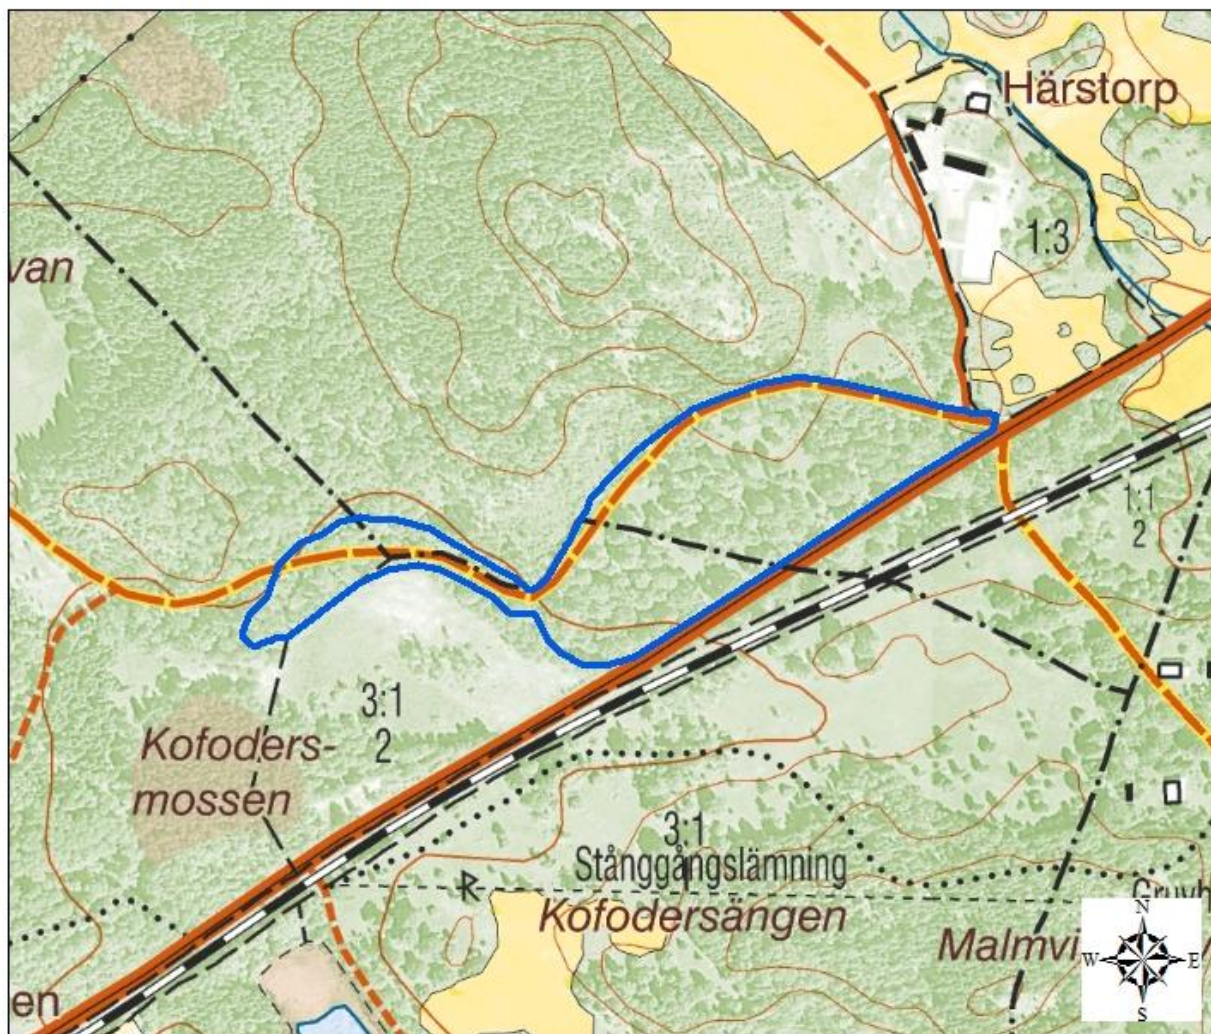 Härstorp
1:3
van
1:1
2
3:1
2
Kofoders-
mossen
3:1
Stånggångslämning
R
Kofodersängen
Malmvi
en
N
W
E
S